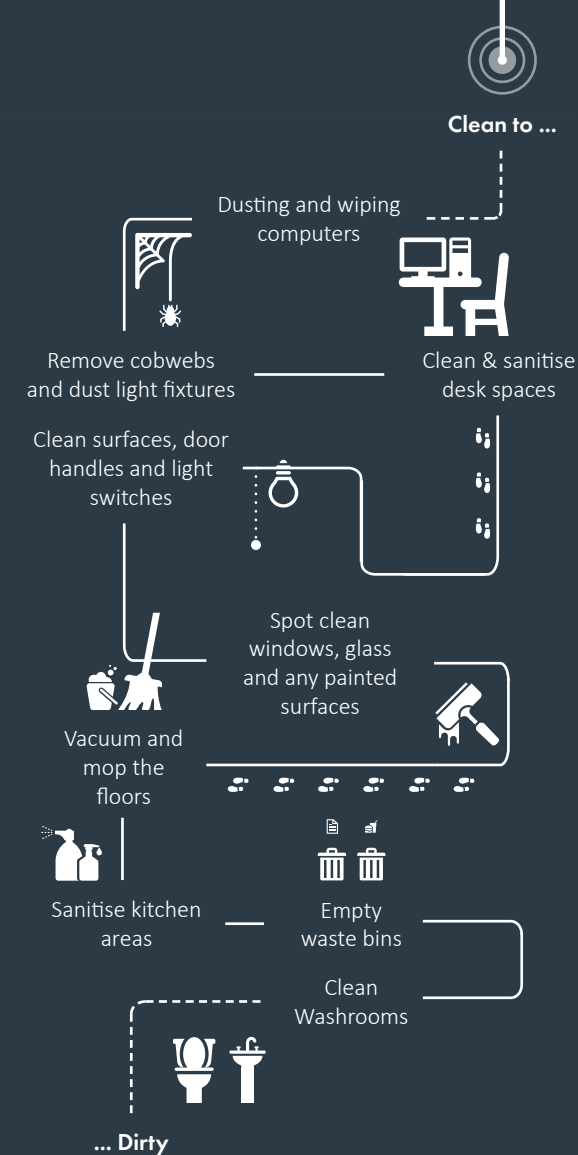 Clean to ...
Dusting and wiping
computers
Remove cobwebs
and dust light fixtures
Clean & sanitise
desk spaces
Clean surfaces, door
handles and light
switches
Spot clean
windows, glass
and any painted
surfaces
Vacuum and
mop the
floors
Sanitise kitchen
areas
Empty
waste bins
Clean
Washrooms
... Dirty